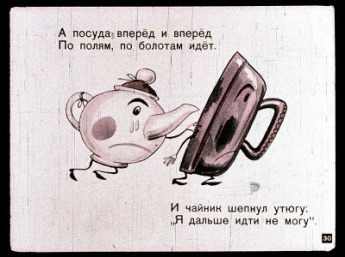 А посуда вперёд и вперёд
По полям, по болотам идёт.
И чайник шепнул утюгу:
„Я дальше идти не могу“.
30